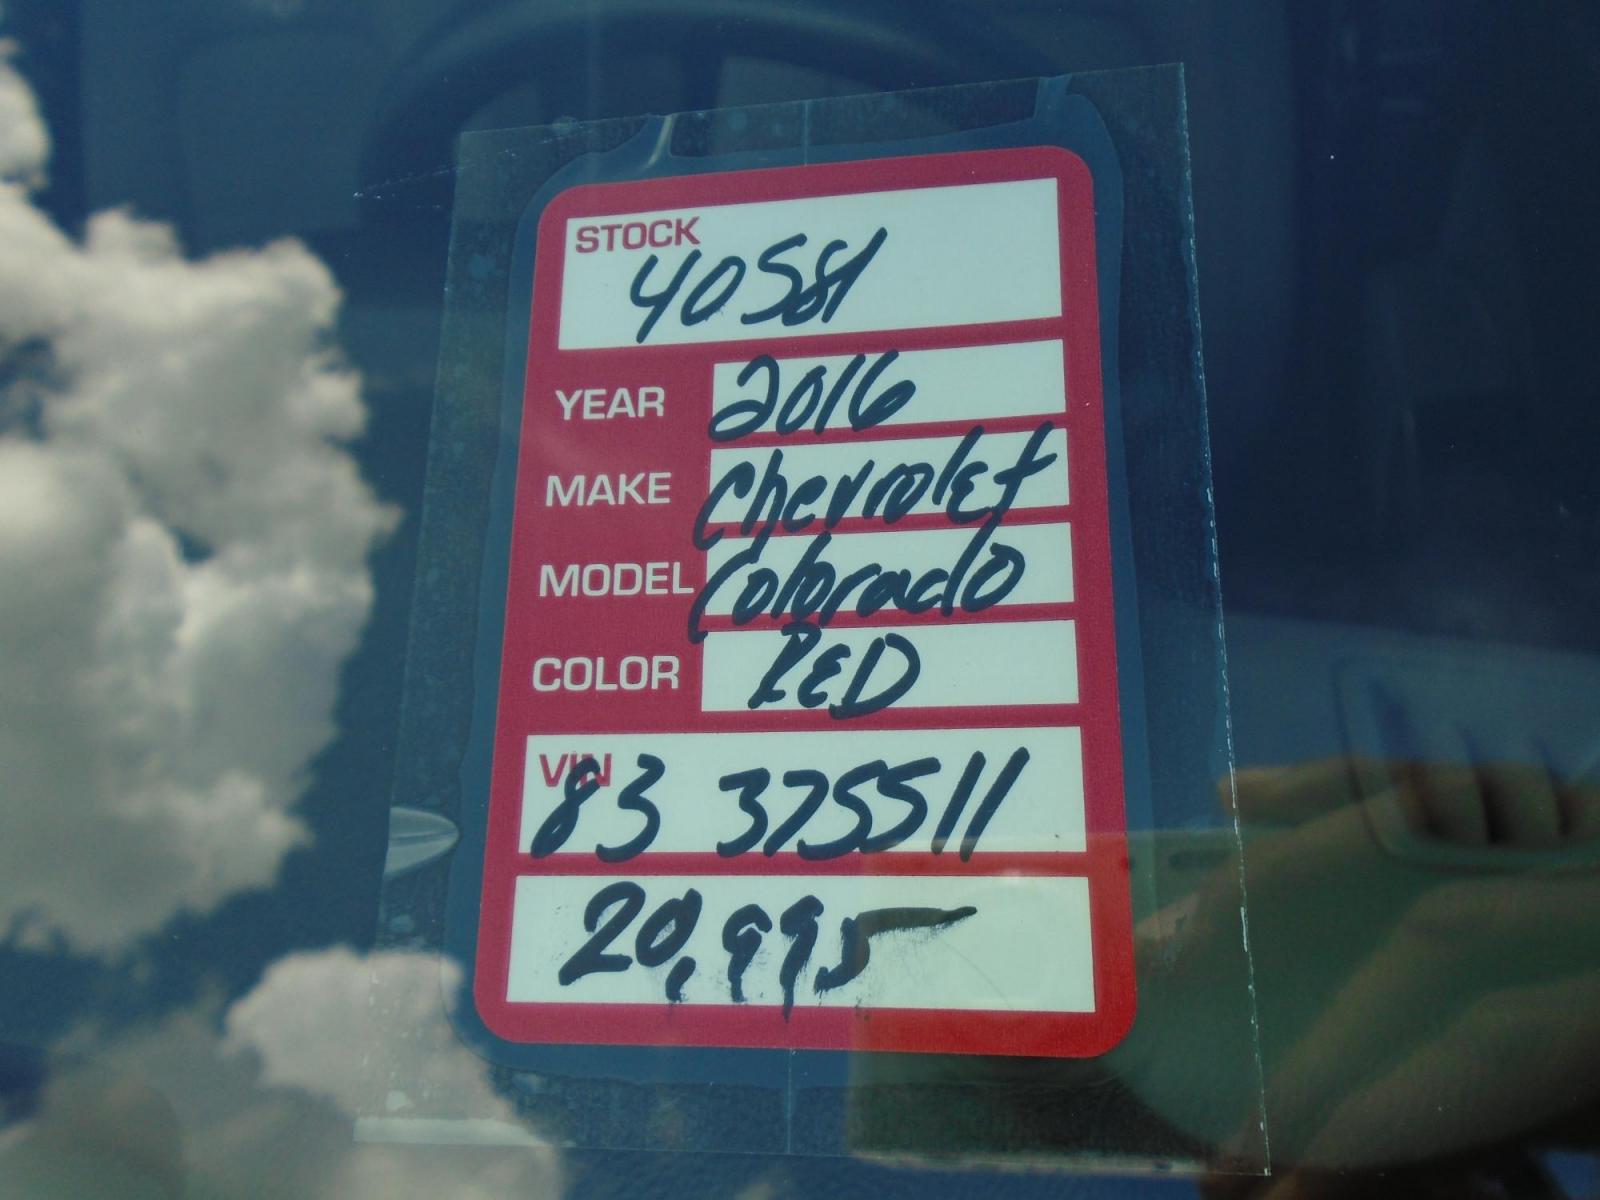 STOCK
40581
YEAR 2016
MAKE Chevrolet
MODEL Colorado
COLOR RED
VIN
83 375511
20,995